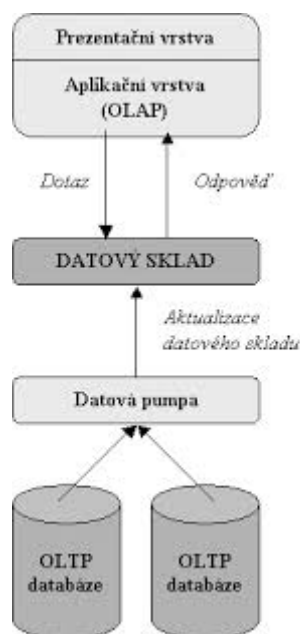 Prezentační vrstva
Aplikační vrstva
(OLAP)
Dotaz
Odpověď
DATOVÝ SKLAD
Aktualizace
datového skladu
Datová pumpa
OLTP
databáze
OLTP
databáze